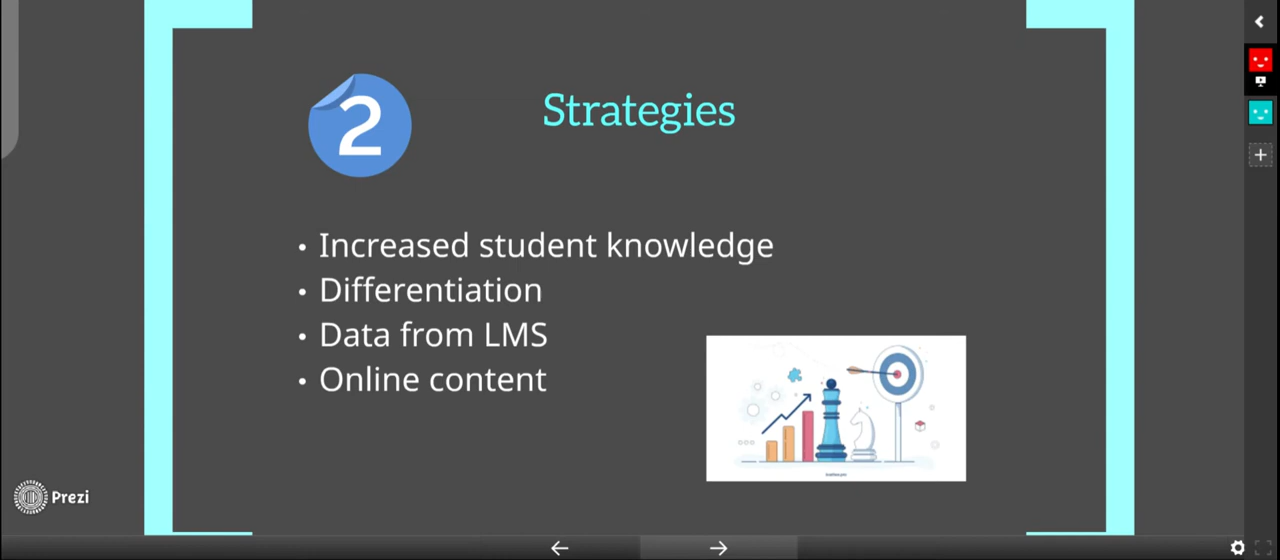 2
Strategies
• Increased student knowledge
• Differentiation
• Data from LMS
• Online content
Prezi